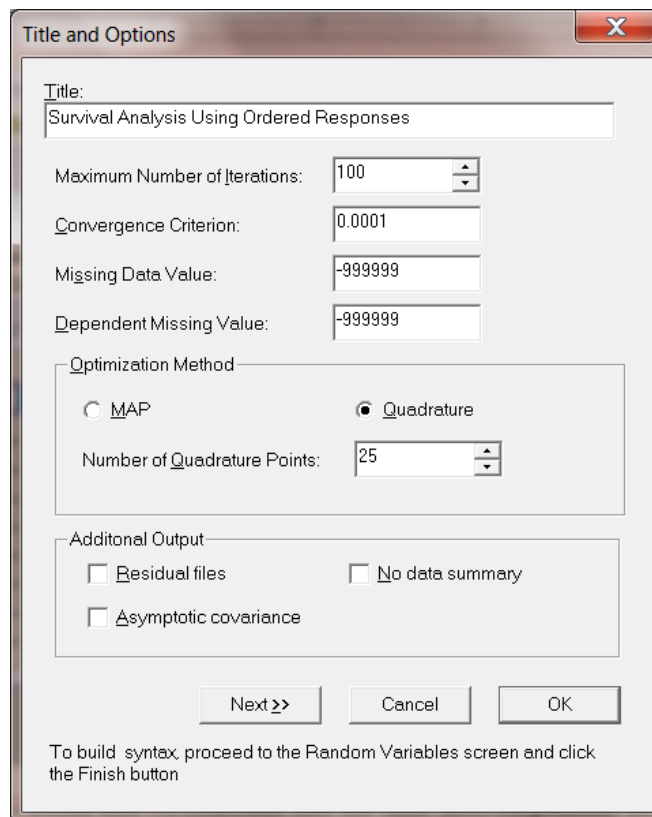 Title and Options
Title:
Survival Analysis Using Ordered Responses
Maximum Number of Iterations: 100
Convergence Criterion: 0.0001
Missing Data Value: -999999
Dependent Missing Value: -999999
Optimization Method
MAP Quadrature
Number of Quadrature Points: 25
Additonal Output
Residual files No data summary
Asymptotic covariance
Next >> Cancel OK
To build syntax, proceed to the Random Variables screen and click
the Finish button